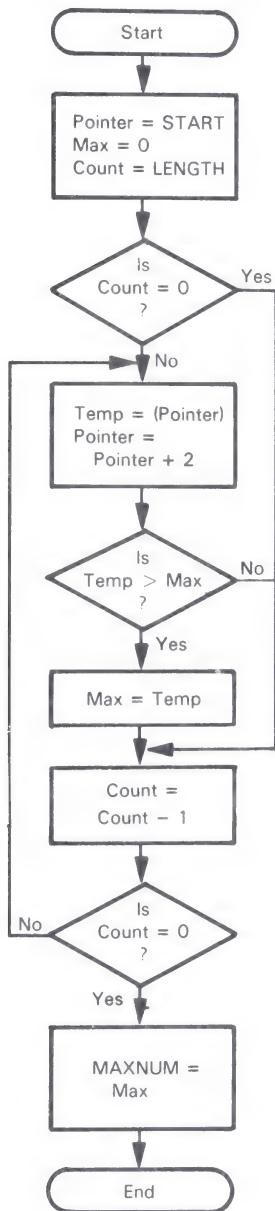 Start
Pointer = START
Max = 0
Count = LENGTH
Is
Count = 0
?
Yes
No
Temp = (Pointer)
Pointer =
Pointer + 2
Is
Temp > Max
?
No
Yes
Max = Temp
Count =
Count − 1
Is
Count = 0
?
No
Yes
MAXNUM =
Max
End